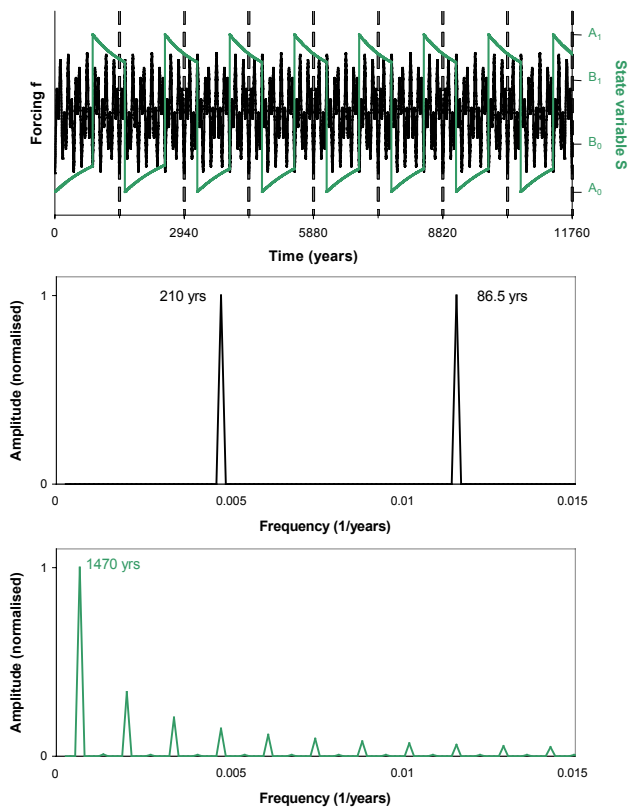 Forcing f
A1
B1
B0
A0
State variable S
0 2940 5880 8820 11760
Time (years)
210 yrs 86.5 yrs
1
Amplitude (normalised)
0
0 0.005 0.01 0.015
Frequency (1/years)
1470 yrs
1
Amplitude (normalised)
0
0 0.005 0.01 0.015
Frequency (1/years)